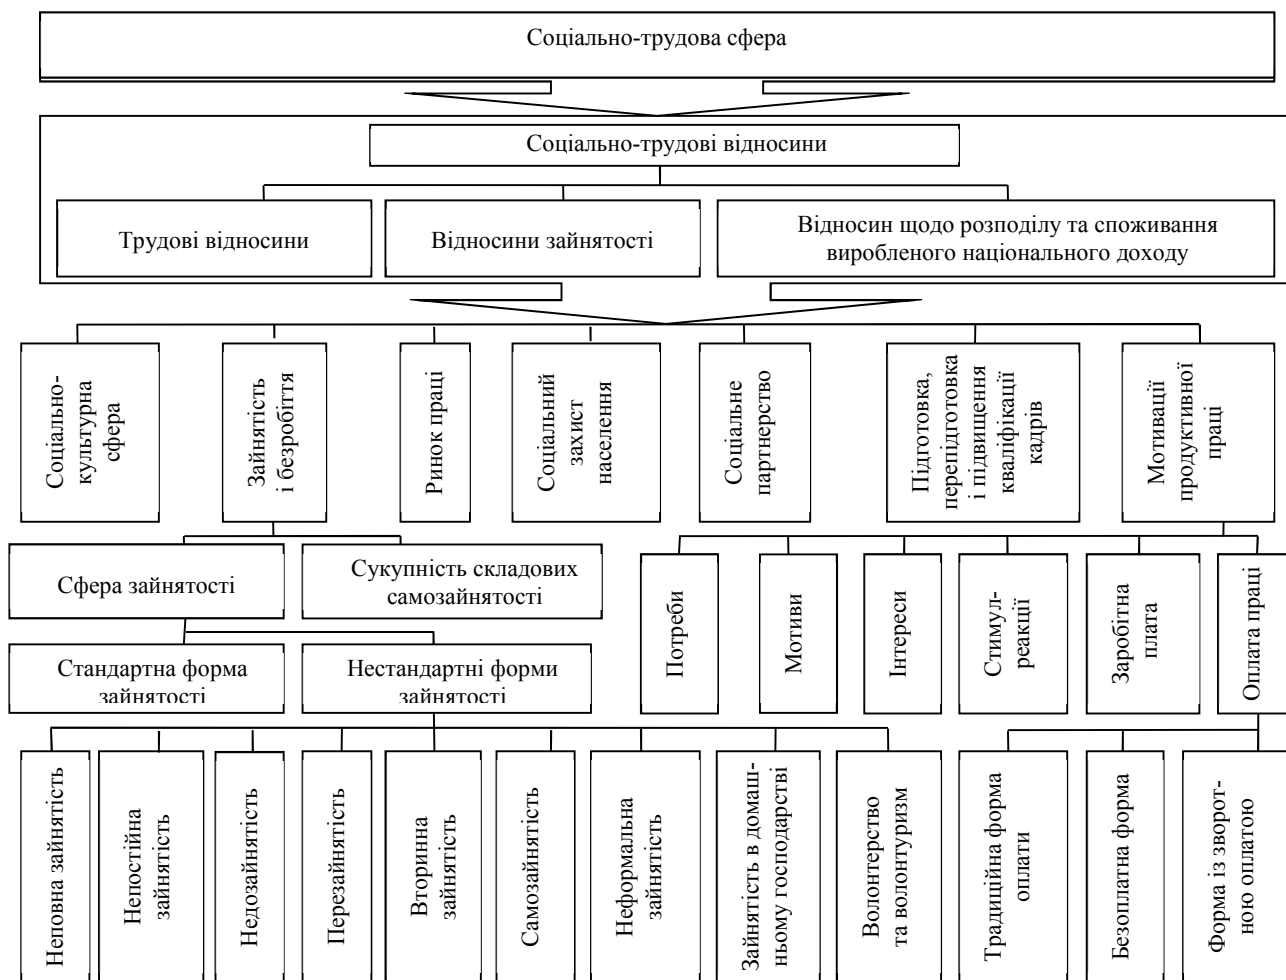 Соціально-трудова сфера
Соціально-трудові відносини
Трудові відносини
Відносини зайнятості
Відносин щодо розподілу та споживання
виробленого національного доходу
Соціально-
культурна
сфера
Зайнятість
і безробіття
Ринок праці
Соціальний
захист
населення
Соціальне
партнерство
Підготовка,
перепідготовка
і підвищення
кваліфікації
кадрів
Мотивації
продуктивної
праці
Сфера зайнятості
Сукупність складових
самозайнятості
Потреби
Мотиви
Інтереси
Стимул-
реакції
Заробітна
плата
Оплата праці
Стандартна форма
зайнятості
Нестандартні форми
зайнятості
Неповна зайнятість
Непостійна
зайнятість
Недозайнятість
Перезайнятість
Вторинна
зайнятість
Самозайнятість
Неформальна
зайнятість
Зайнятість в домаш-
ньому господарстві
Волонтерство
та волонтуризм
Традиційна форма
оплати
Безоплатна форма
Форма із зворот-
ною оплатою